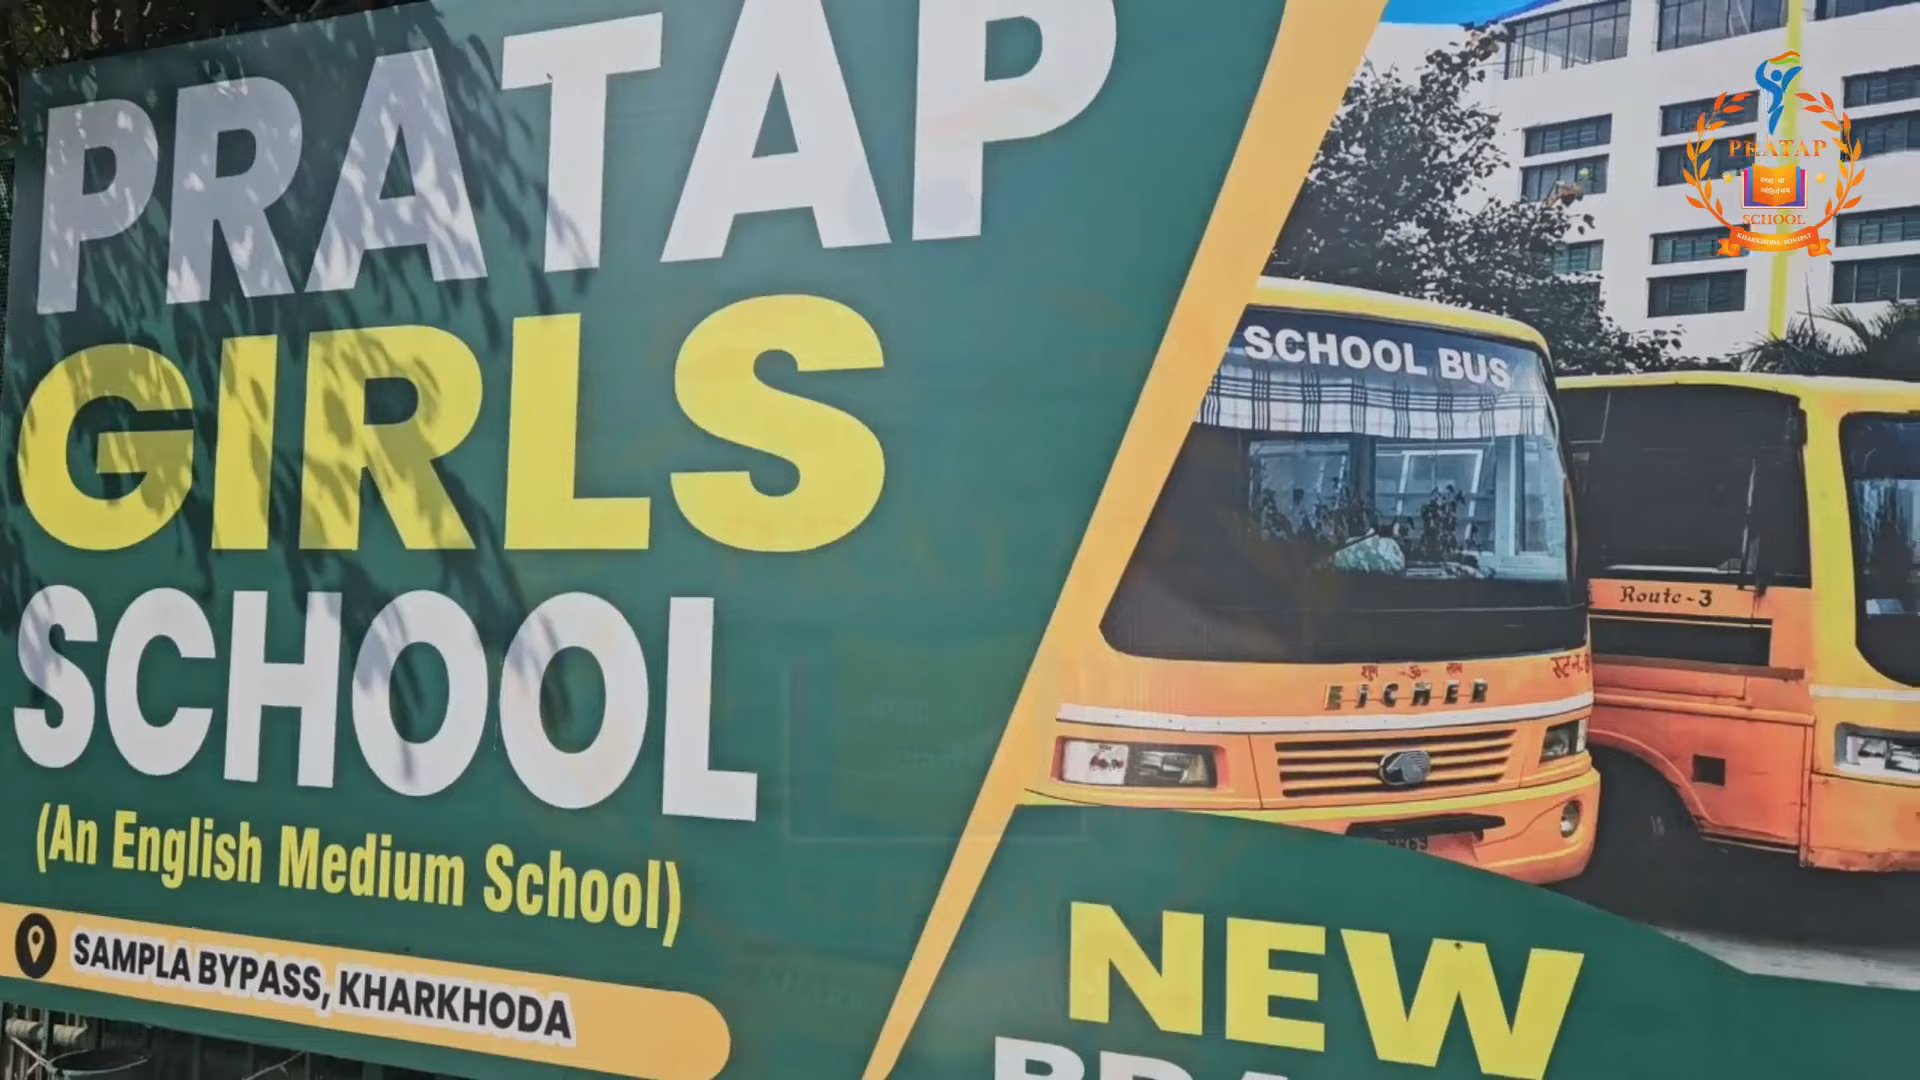 PRATAP
GIRLS
SCHOOL
(An English Medium School)
SAMPLA BYPASS, KHARKHODA
SCHOOL BUS
Route-3
शुभ ॐ लाभ
EICHER
NEW
PRATAP
SCHOOL
KHARKHODA SONIPAT